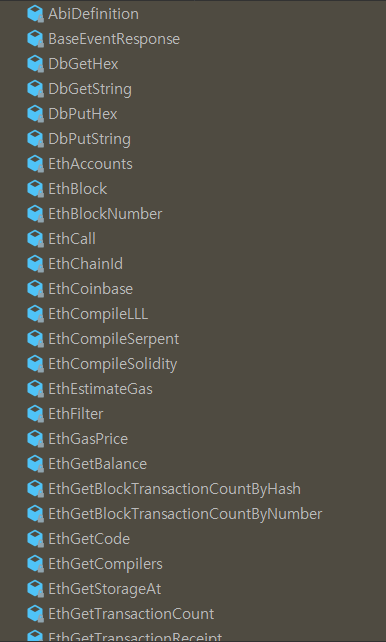 AbiDefinition
BaseEventResponse
DbGetHex
DbGetString
DbPutHex
DbPutString
EthAccounts
EthBlock
EthBlockNumber
EthCall
EthChainId
EthCoinbase
EthCompileLLL
EthCompileSerpent
EthCompileSolidity
EthEstimateGas
EthFilter
EthGasPrice
EthGetBalance
EthGetBlockTransactionCountByHash
EthGetBlockTransactionCountByNumber
EthGetCode
EthGetCompilers
EthGetStorageAt
EthGetTransactionCount
EthGetTransactionReceipt